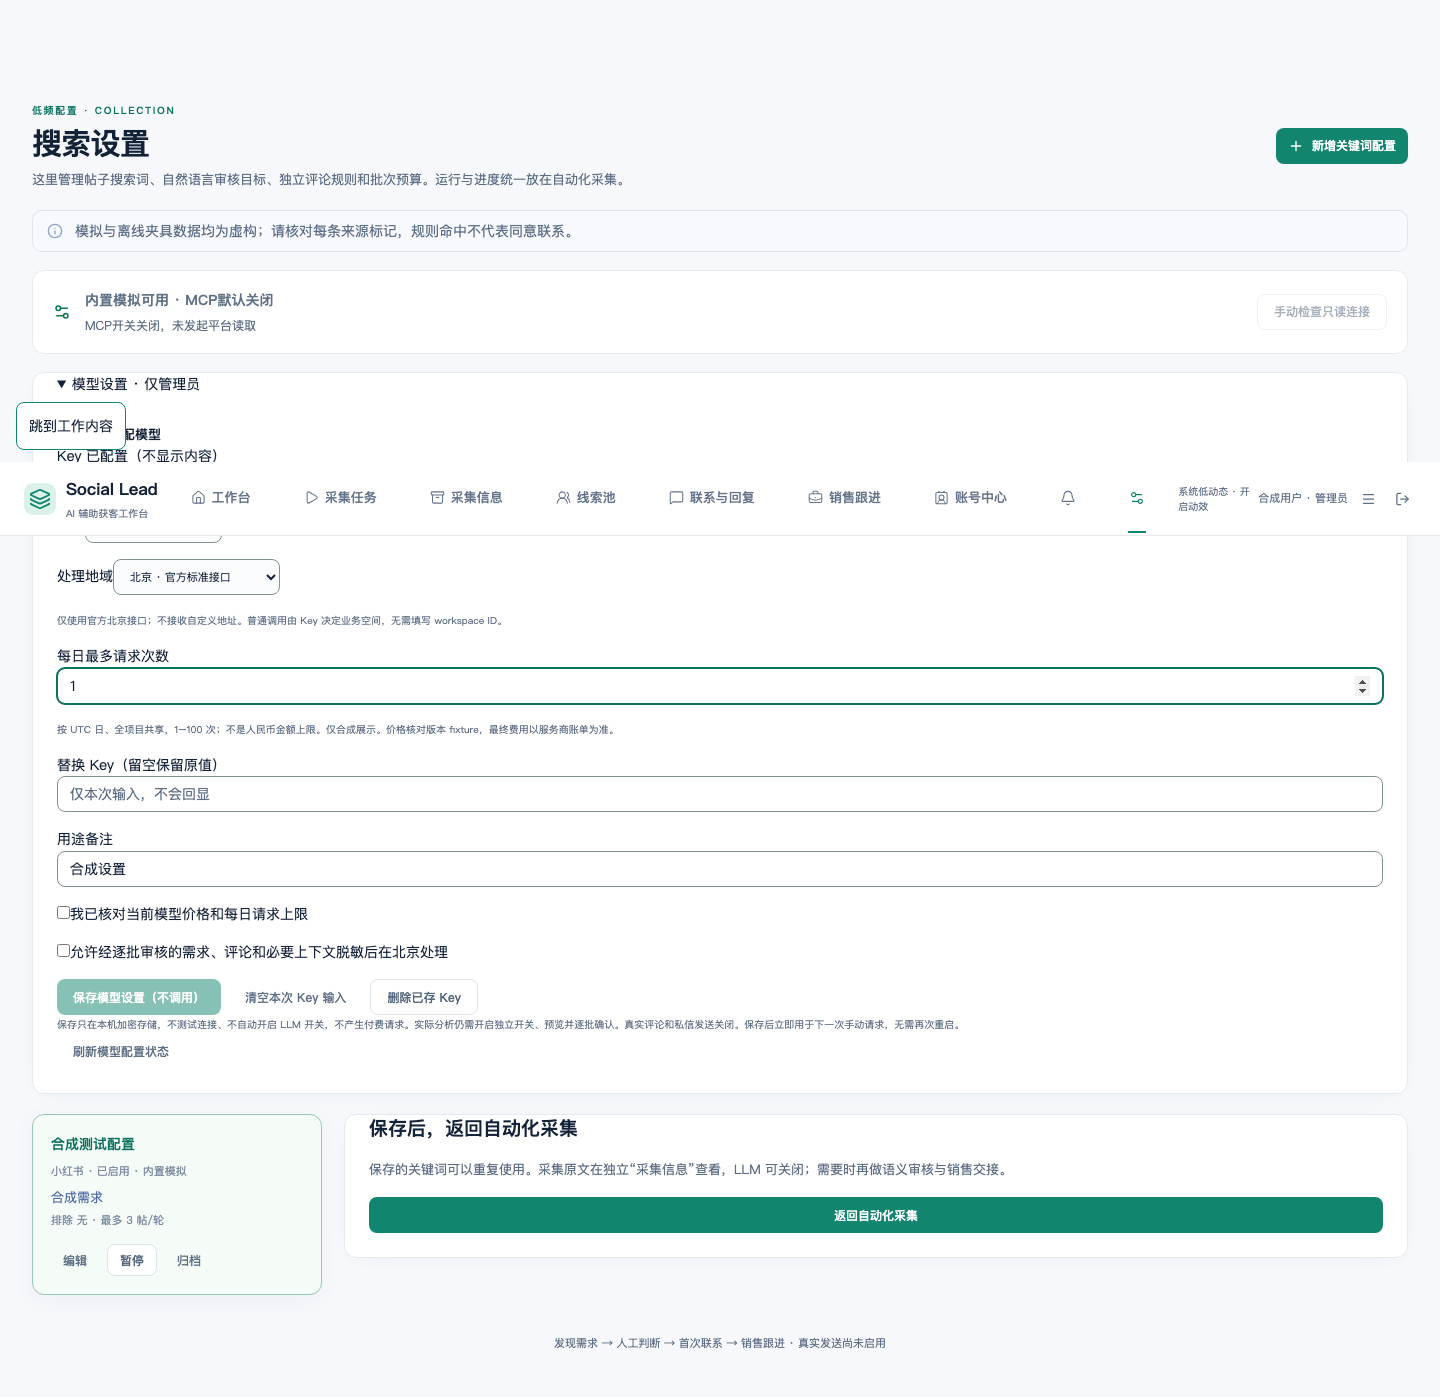 低频配置 · COLLECTION
搜索设置
新增关键词配置
这里管理帖子搜索词、自然语言审核目标、独立评论规则和批次预算。运行与进度统一放在自动化采集。
模拟与离线夹具数据均为虚构；请核对每条来源标记，规则命中不代表同意联系。
内置模拟可用 · MCP默认关闭
MCP开关关闭，未发起平台读取
手动检查只读连接
▼ 模型设置 · 仅管理员
跳到工作内容
配模型
Key 已配置（不显示内容）
Social Lead
AI 辅助获客工作台
工作台
采集任务
采集信息
线索池
联系与回复
销售跟进
账号中心
系统低动态 · 开
启动效
合成用户 · 管理员
处理地域
北京 · 官方标准接口
仅使用官方北京接口；不接收自定义地址。普通调用由 Key 决定业务空间，无需填写 workspace ID。
每日最多请求次数
1
按 UTC 日、全项目共享，1—100 次；不是人民币金额上限。仅合成展示。价格核对版本 fixture，最终费用以服务商账单为准。
替换 Key（留空保留原值）
仅本次输入，不会回显
用途备注
合成设置
我已核对当前模型价格和每日请求上限
允许经逐批审核的需求、评论和必要上下文脱敏后在北京处理
保存模型设置（不调用）
清空本次 Key 输入
删除已存 Key
保存只在本机加密存储，不测试连接、不自动开启 LLM 开关，不产生付费请求。实际分析仍需开启独立开关、预览并逐批确认。真实评论和私信发送关闭。保存后立即用于下一次手动请求，无需再次重启。
刷新模型配置状态
合成测试配置
小红书 · 已启用 · 内置模拟
合成需求
排除 无 · 最多 3 帖/轮
编辑
暂停
归档
保存后，返回自动化采集
保存的关键词可以重复使用。采集原文在独立“采集信息”查看，LLM 可关闭；需要时再做语义审核与销售交接。
返回自动化采集
发现需求 → 人工判断 → 首次联系 → 销售跟进 · 真实发送尚未启用